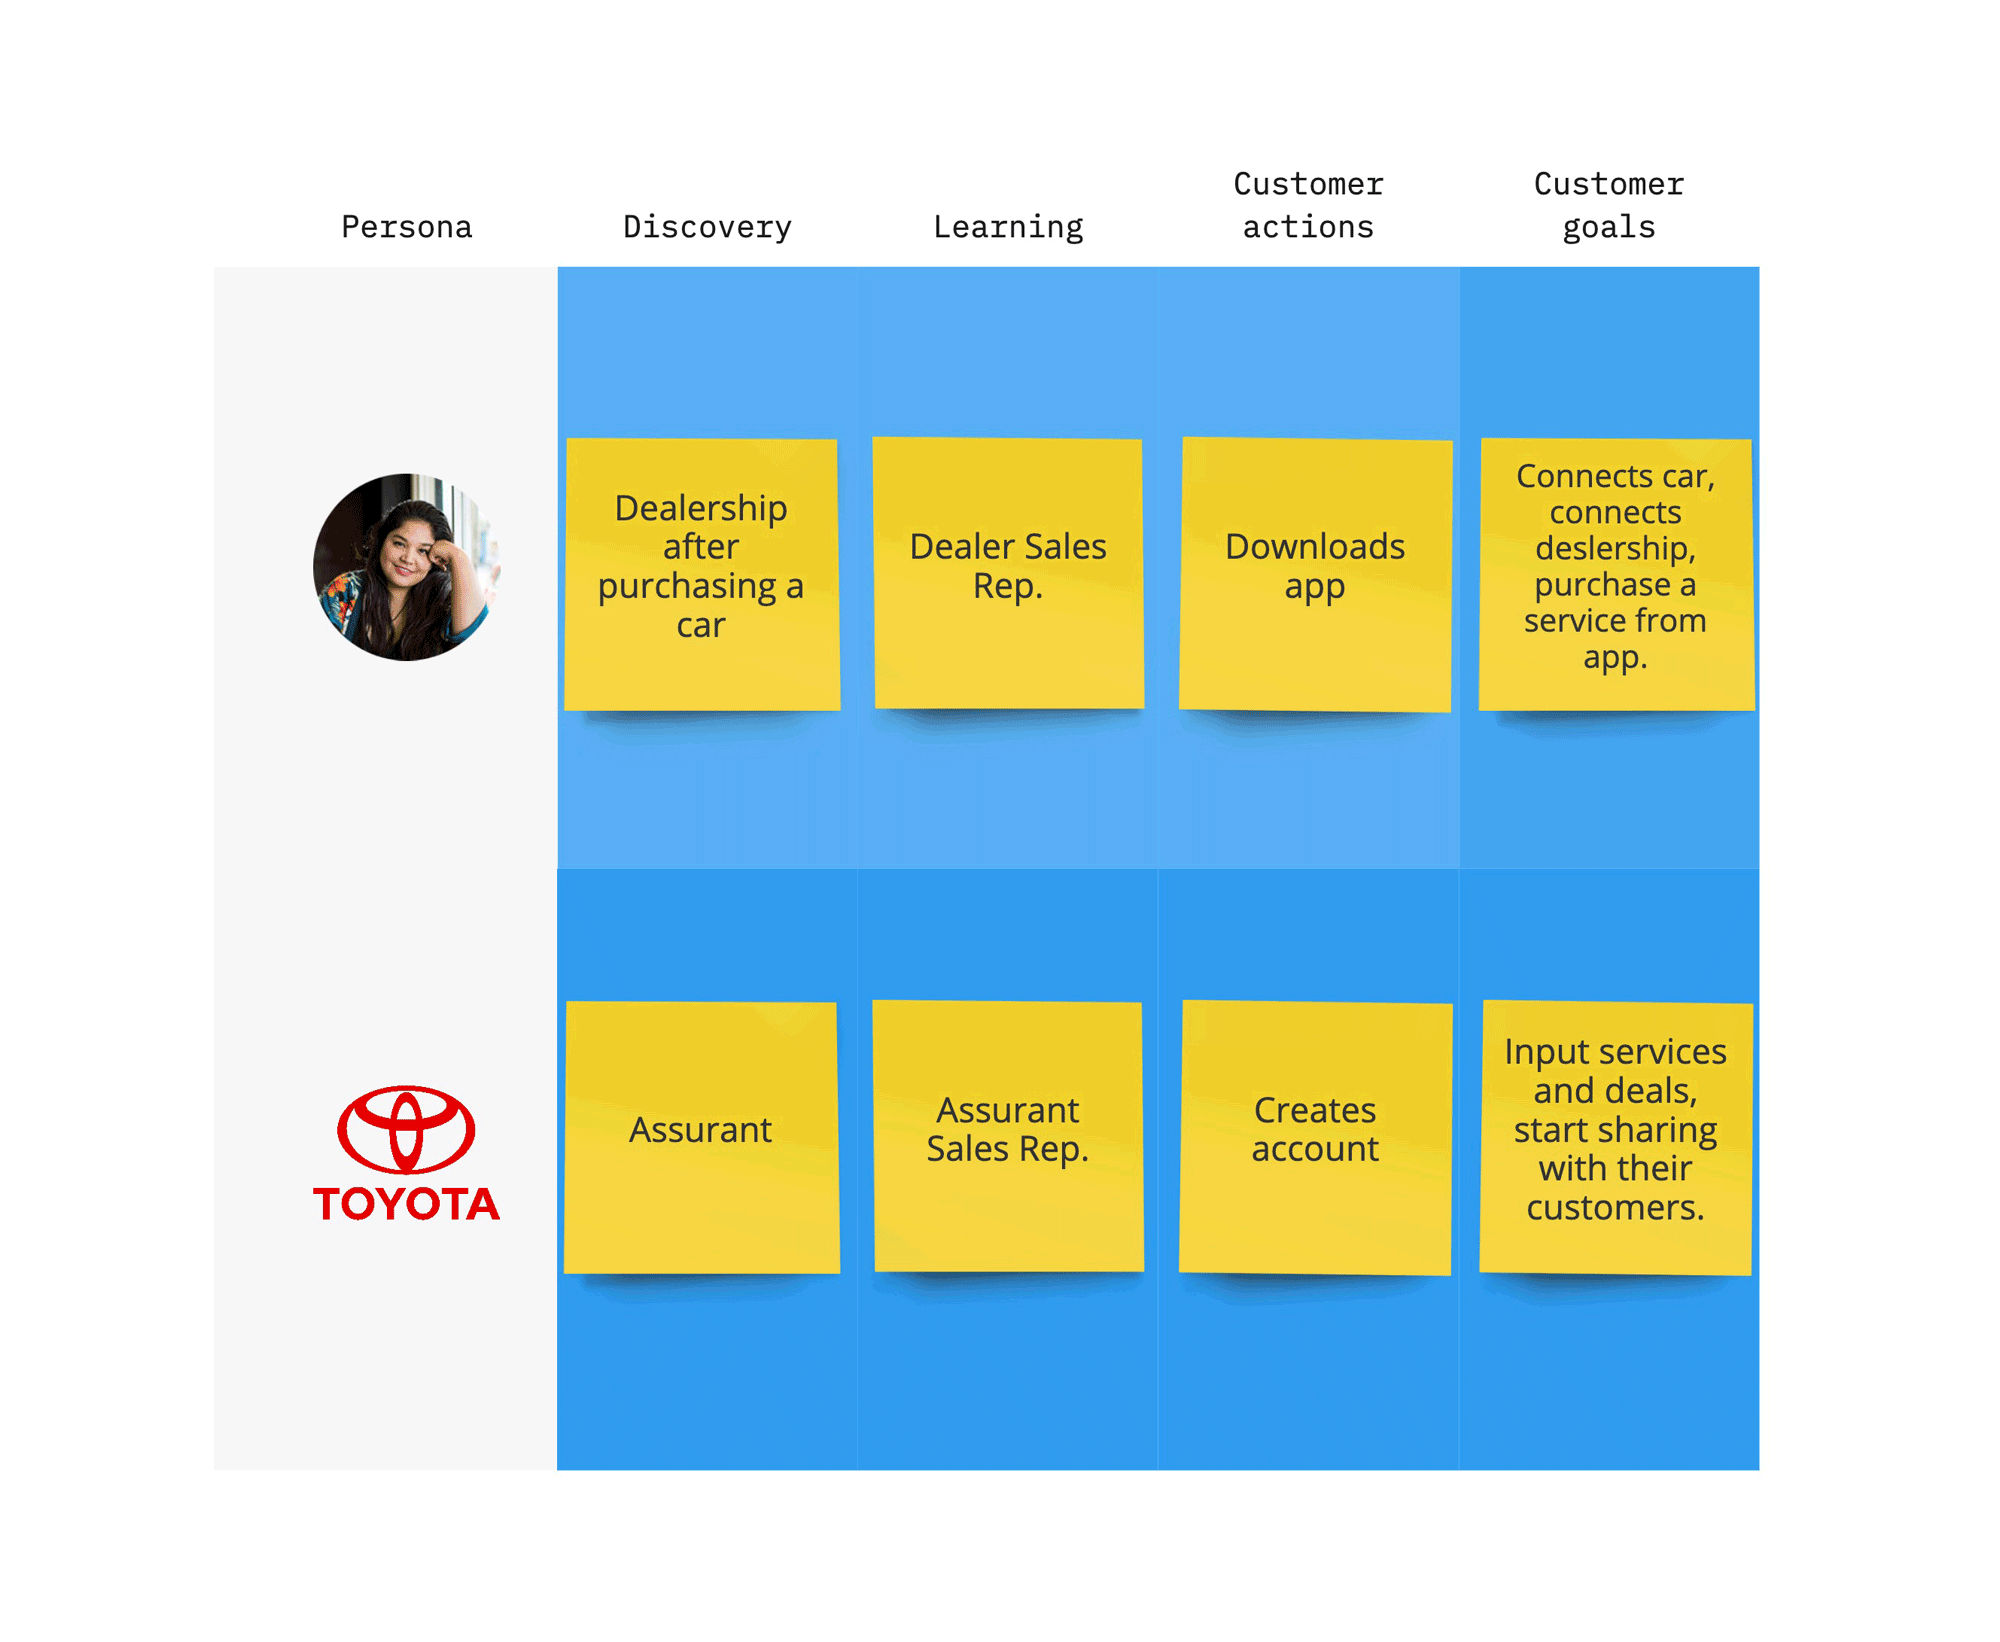 Persona
Discovery
Learning
Customer
actions
Customer
goals
Dealership
after
purchasing a
car
Dealer Sales
Rep.
Downloads
app
Connects car,
connects
deslership,
purchase a
service from
app.
TOYOTA
Assurant
Assurant
Sales Rep.
Creates
account
Input services
and deals,
start sharing
with their
customers.